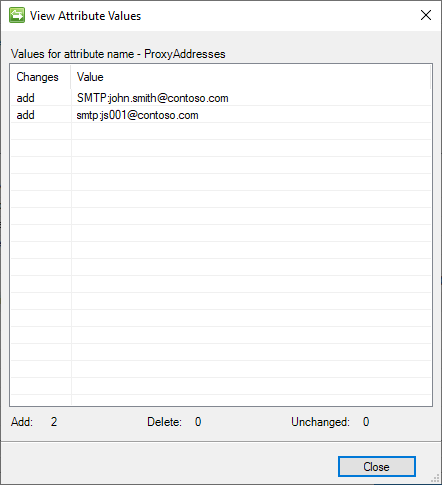 View Attribute Values
Values for attribute name - ProxyAddresses
Changes Value
add SMTP:john.smith@contoso.com
add smtp:js001@contoso.com
Add: 2 Delete: 0 Unchanged: 0
Close